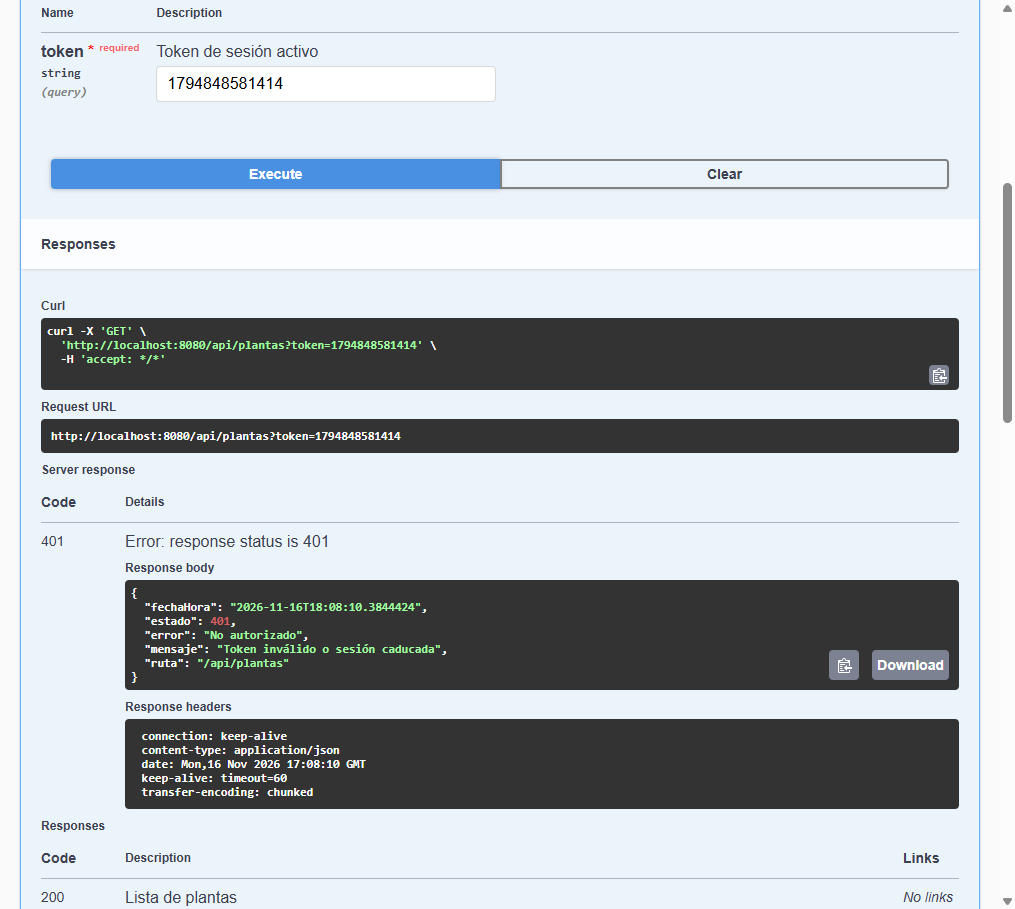 Name Description
token * required Token de sesión activo
string
(query)
1794848581414
Execute Clear
Responses
Curl
curl -X 'GET' \
'http://localhost:8080/api/plantas?token=1794848581414' \
-H 'accept: */*'
Request URL
http://localhost:8080/api/plantas?token=1794848581414
Server response
Code Details
401 Error: response status is 401
Response body
{
"fechaHora": "2026-11-16T18:08:10.3844424",
"estado": 401,
"error": "No autorizado",
"mensaje": "Token inválido o sesión caducada",
"ruta": "/api/plantas"
}
Download
Response headers
connection: keep-alive
content-type: application/json
date: Mon,16 Nov 2026 17:08:10 GMT
keep-alive: timeout=60
transfer-encoding: chunked
Responses
Code Description Links
200 Lista de plantas No links